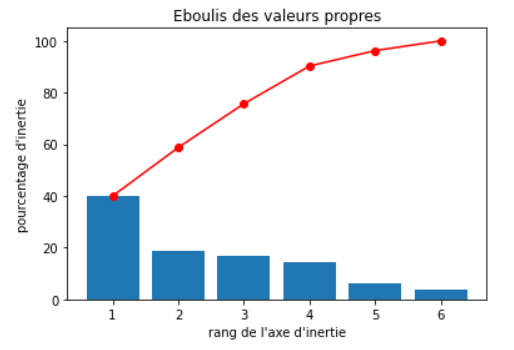 Eboulis des valeurs propres
100
80
60
40
20
0
pourcentage d'inertie
1 2 3 4 5 6
rang de l'axe d'inertie